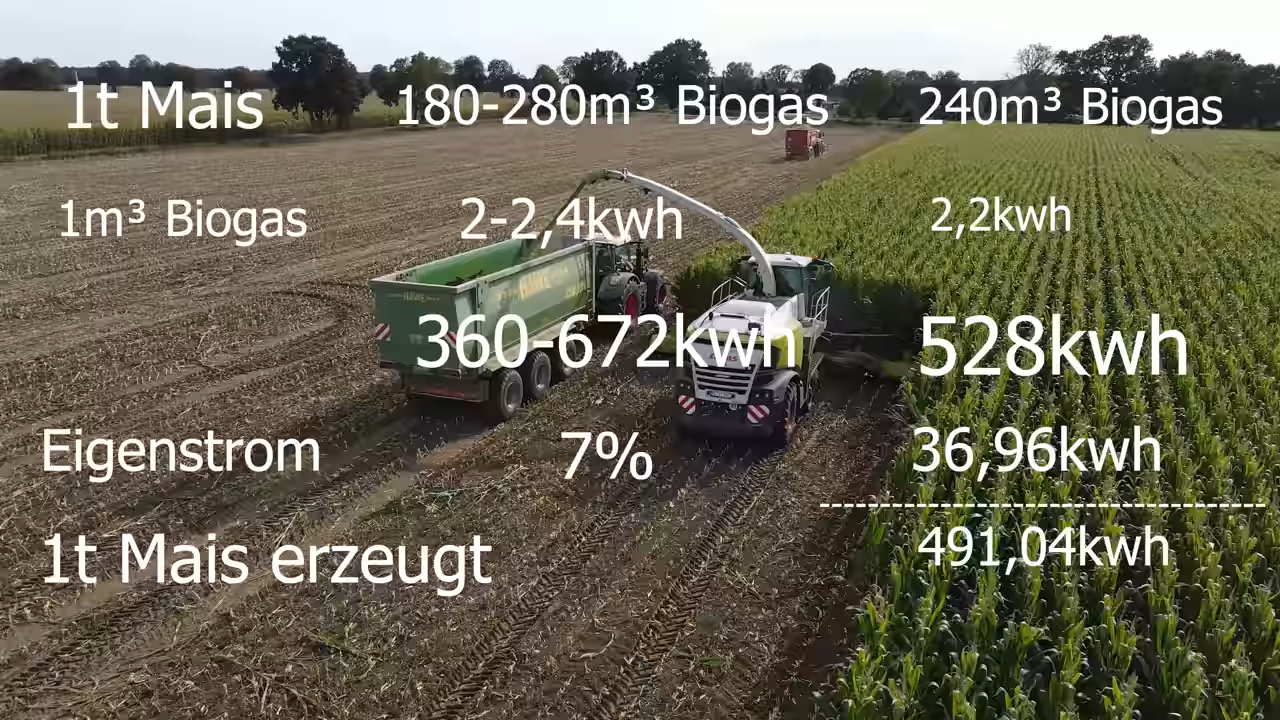 1t Mais 180-280m³ Biogas 240m³ Biogas
1m³ Biogas 2-2,4kwh 2,2kwh
HAWE
360-672kwh 528kwh
Eigenstrom 7% 36,96kwh
1t Mais erzeugt 491,04kwh